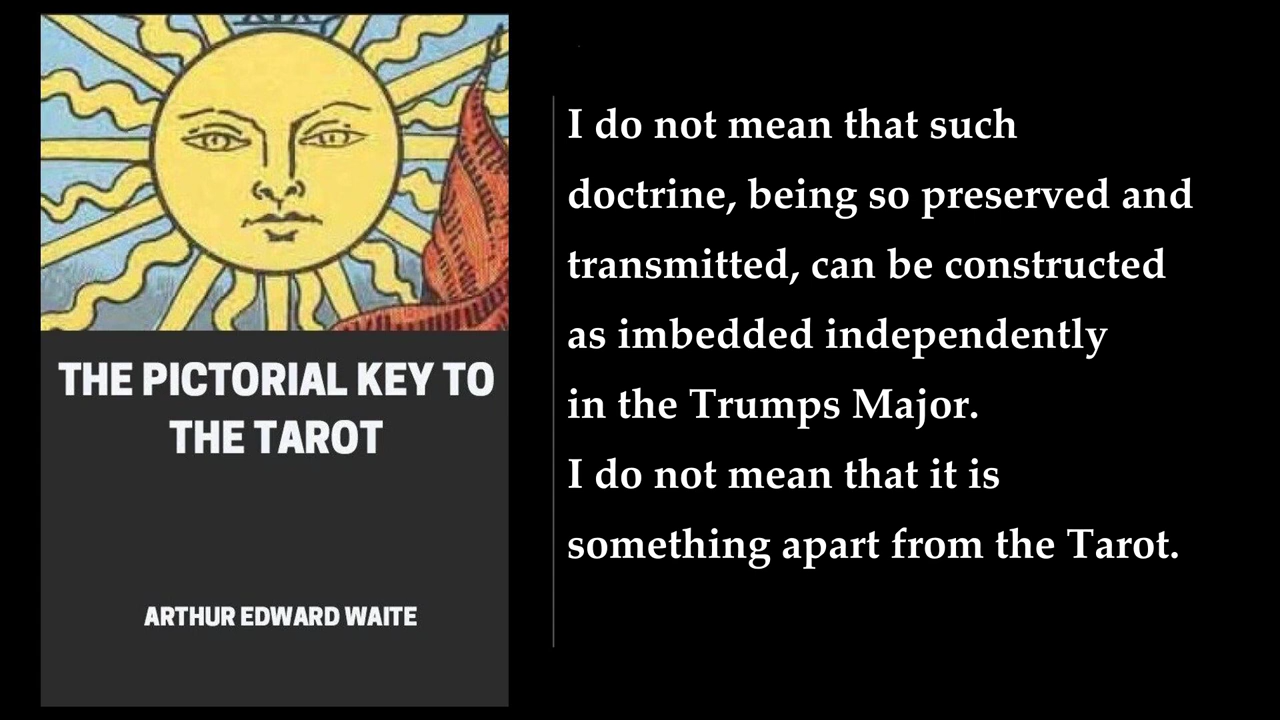 XIX
THE PICTORIAL KEY TO
THE TAROT
ARTHUR EDWARD WAITE
I do not mean that such
doctrine, being so preserved and
transmitted, can be constructed
as imbedded independently
in the Trumps Major.
I do not mean that it is
something apart from the Tarot.